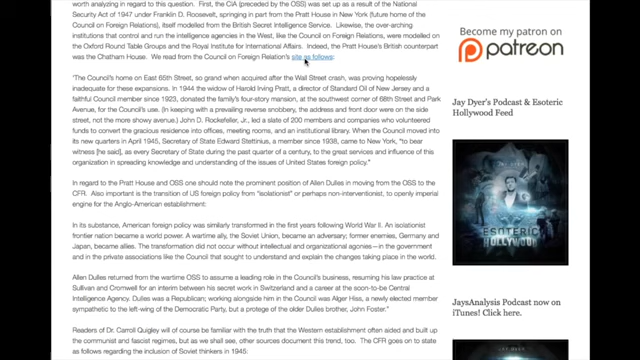 worth analyzing in regard to this question.  First, the CIA (preceded by the OSS) was set up as a result of the National
Security Act of 1947 under Franklin D. Roosevelt, springing in part from the Pratt House in New York (future home of the
Council on Foreign Relations), itself modelled from the British Secret Intelligence Service.  Likewise, the over-arching
institutions that control and run the intelligence agencies in the West, like the Council on Foreign Relations, were modelled on
the Oxford Round Table Groups and the Royal Institute for International Affairs.  Indeed, the Pratt House's British counterpart
was the Chatham House.  We read from the Council on Foreign Relation's site as follows:
"The Council's home on East 65th Street, so grand when acquired after the Wall Street crash, was proving hopelessly
inadequate for these expansions. In 1944 the widow of Harold Irving Pratt, a director of Standard Oil of New Jersey and a
faithful Council member since 1923, donated the family's four-story mansion, at the southwest corner of 68th Street and Park
Avenue, for the Council's use. (In keeping with a prevailing reverse snobbery, the address and front door were on the side
street, not the more showy avenue.) John D. Rockefeller, Jr., led a slate of 200 members and companies who volunteered
funds to convert the gracious residence into offices, meeting rooms, and an institutional library. When the Council moved into
its new quarters in April 1945, Secretary of State Edward Stettinius, a member since 1938, came to New York, "to bear
witness [he said], as every Secretary of State during the past quarter of a century, to the great services and influence of this
organization in spreading knowledge and understanding of the issues of United States foreign policy."
In regard to the Pratt House and OSS one should note the prominent position of Allen Dulles in moving from the OSS to the
CFR.  Also important is the transition of US foreign policy from "isolationist" or perhaps non-interventionist, to openly imperial
engine for the Anglo-American establishment:
In its substance, American foreign policy was similarly transformed in the first years following World War II. An isolationist
frontier nation became a world power. A wartime ally, the Soviet Union, became an adversary; former enemies, Germany and
Japan, became allies. The transformation did not occur without intellectual and organizational agonies—in the government
and in the private associations like the Council that sought to understand and explain the changes taking place in the world.
Allen Dulles returned from the wartime OSS to assume a leading role in the Council's business, resuming his law practice at
Sullivan and Cromwell for an interim between his secret work in Switzerland and a career at the soon-to-be Central
Intelligence Agency. Dulles was a Republican; working alongside him in the Council was Alger Hiss, a newly elected member
sympathetic to the left-wing of the Democratic Party, but a protege of the older Dulles brother, John Foster."
Readers of Dr. Carroll Quigley will of course be familiar with the truth that the Western establishment often aided and built up
the communist and fascist regimes, but as we shall see, other sources document this trend, too.  The CFR goes on to state
as follows regarding the inclusion of Soviet thinkers in 1945:
Become my patron on
patreon
Jay Dyer's Podcast & Esoteric
Hollywood Feed
JAY DYER'S
ESOTERIC
HOLLYWOOD
JaysAnalysis Podcast now on
iTunes! Click here.